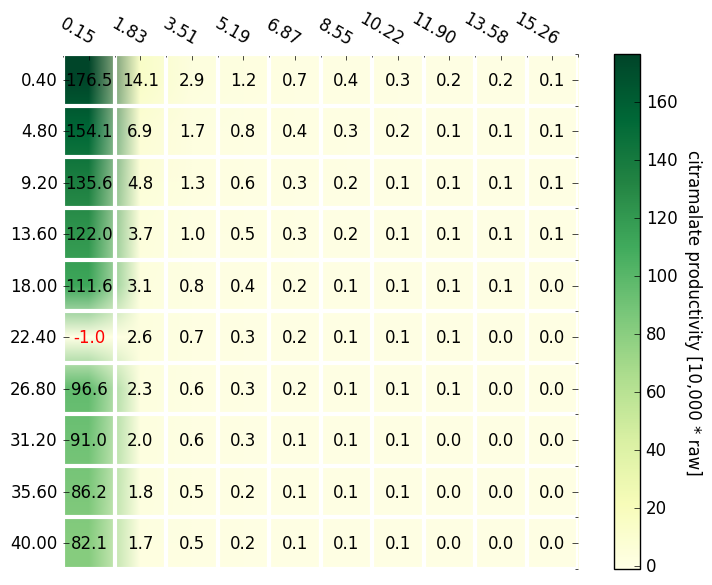 0.15 1.83 3.51 5.19 6.87 8.55 10.22 11.90 13.58 15.26
0.40 176.5 14.1 2.9 1.2 0.7 0.4 0.3 0.2 0.2 0.1
4.80 154.1 6.9 1.7 0.8 0.4 0.3 0.2 0.1 0.1 0.1
9.20 135.6 4.8 1.3 0.6 0.3 0.2 0.1 0.1 0.1 0.1
13.60 122.0 3.7 1.0 0.5 0.3 0.2 0.1 0.1 0.1 0.1
18.00 111.6 3.1 0.8 0.4 0.2 0.1 0.1 0.1 0.1 0.0
22.40 -1.0 2.6 0.7 0.3 0.2 0.1 0.1 0.1 0.0 0.0
26.80 96.6 2.3 0.6 0.3 0.2 0.1 0.1 0.1 0.0 0.0
31.20 91.0 2.0 0.6 0.3 0.1 0.1 0.1 0.0 0.0 0.0
35.60 86.2 1.8 0.5 0.2 0.1 0.1 0.1 0.0 0.0 0.0
40.00 82.1 1.7 0.5 0.2 0.1 0.1 0.1 0.0 0.0 0.0
160
140
120
100
80
60
40
20
0
citramalate productivity [10,000 * raw]